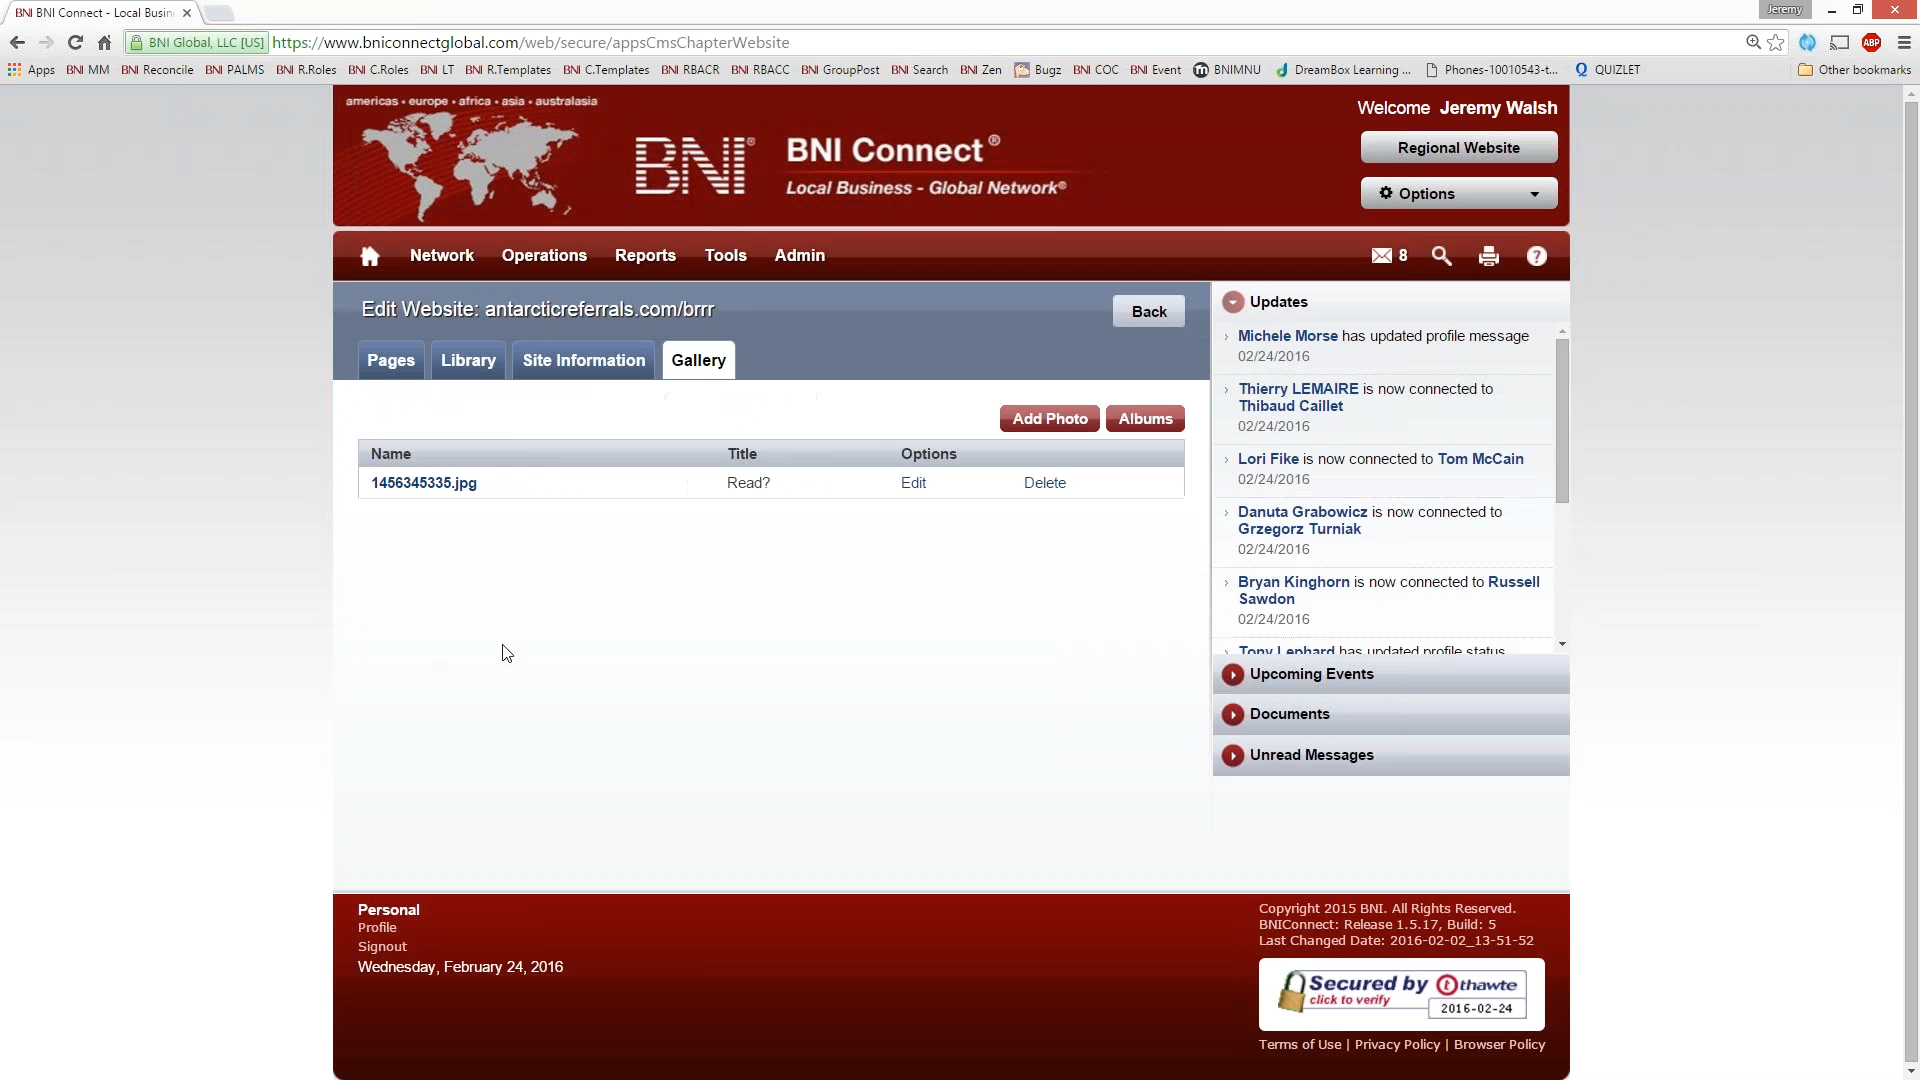 BNI BNI Connect - Local Busin
Jeremy
BNI Global, LLC [US]
https://www.bniconnectglobal.com/web/secure/appsCmsChapterWebsite
ABP
Apps BNI MM BNI Reconcile BNI PALMS BNI R.Roles BNI C.Roles BNI LT BNI R.Templates BNI C.Templates BNI RBACR BNI RBACC BNI GroupPost BNI Search BNI Zen Bugz BNI COC BNI Event BNIMNU DreamBox Learning ... Phones-10010543-t... QUIZLET Other bookmarks
americas • europe • africa • asia • australasia
BNI®
BNI Connect®
Local Business - Global Network®
Welcome Jeremy Walsh
Regional Website
Options
Network Operations Reports Tools Admin
8
?
Edit Website: antarcticreferrals.com/brrr
Back
Pages Library Site Information Gallery
Add Photo Albums
Name Title Options
1456345335.jpg Read? Edit Delete
Updates
Michele Morse has updated profile message
02/24/2016
Thierry LEMAIRE is now connected to
Thibaud Caillet
02/24/2016
Lori Fike is now connected to Tom McCain
02/24/2016
Danuta Grabowicz is now connected to
Grzegorz Turniak
02/24/2016
Bryan Kinghorn is now connected to Russell
Sawdon
02/24/2016
Tony Lephard has updated profile status
Upcoming Events
Documents
Unread Messages
Personal
Profile
Signout
Wednesday, February 24, 2016
Copyright 2015 BNI. All Rights Reserved.
BNIConnect: Release 1.5.17, Build: 5
Last Changed Date: 2016-02-02_13-51-52
Secured by thawte
click to verify
2016-02-24
Terms of Use | Privacy Policy | Browser Policy